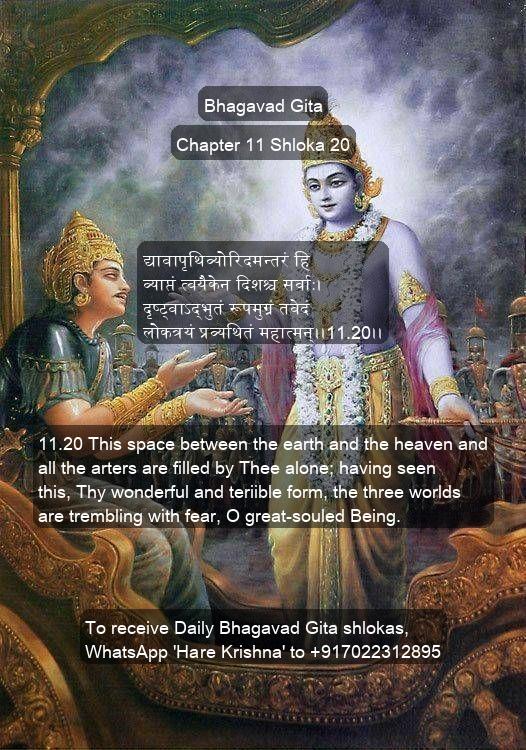 Bhagavad Gita
Chapter 11 Shloka 20
द्यावापृथिव्योरिदमन्तरं हि
व्याप्तं त्वयैकेन दिशश्च सर्वाः।
दृष्ट्वाऽद्भुतं रूपमुग्रं तवेदं
लोकत्रयं प्रव्यथितं महात्मन्।।11.20।।
11.20 This space between the earth and the heaven and
all the arters are filled by Thee alone; having seen
this, Thy wonderful and teriible form, the three worlds
are trembling with fear, O great-souled Being.
To receive Daily Bhagavad Gita shlokas,
WhatsApp 'Hare Krishna' to +917022312895